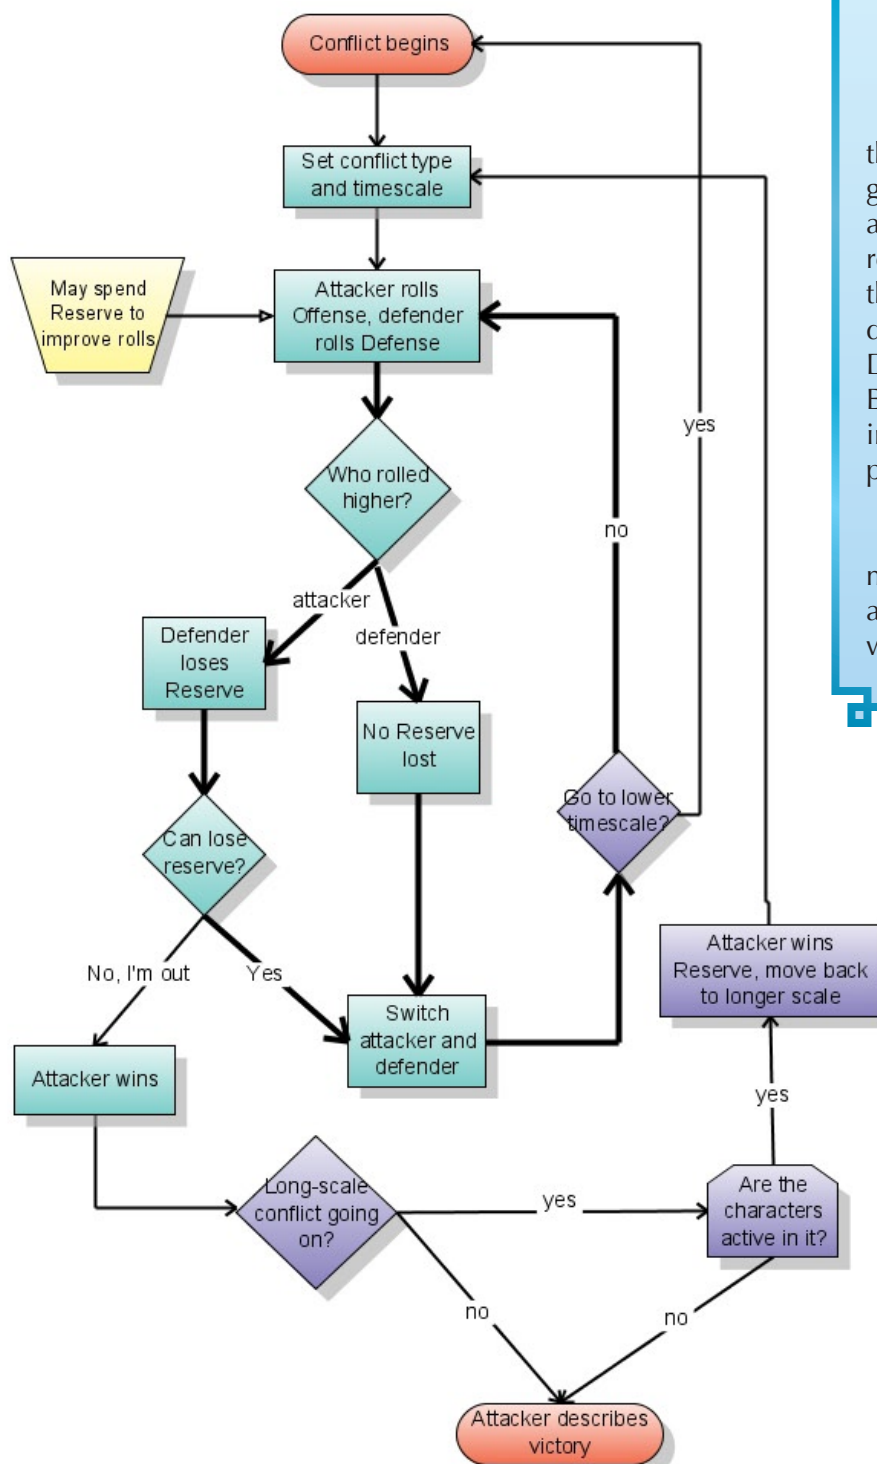 Conflict begins
Set conflict type
and timescale
May spend
Reserve to
improve rolls
Attacker rolls
Offense, defender
rolls Defense
Who rolled
higher?
yes
no
attacker
defender
Defender
loses
Reserve
No Reserve
lost
Go to lower
timescale?
Can lose
reserve?
No, I'm out
Yes
Switch
attacker and
defender
Attacker wins
Reserve, move back
to longer scale
Attacker wins
yes
Long-scale
conflict going
on?
yes
Are the
characters
active in it?
no
no
Attacker describes
victory